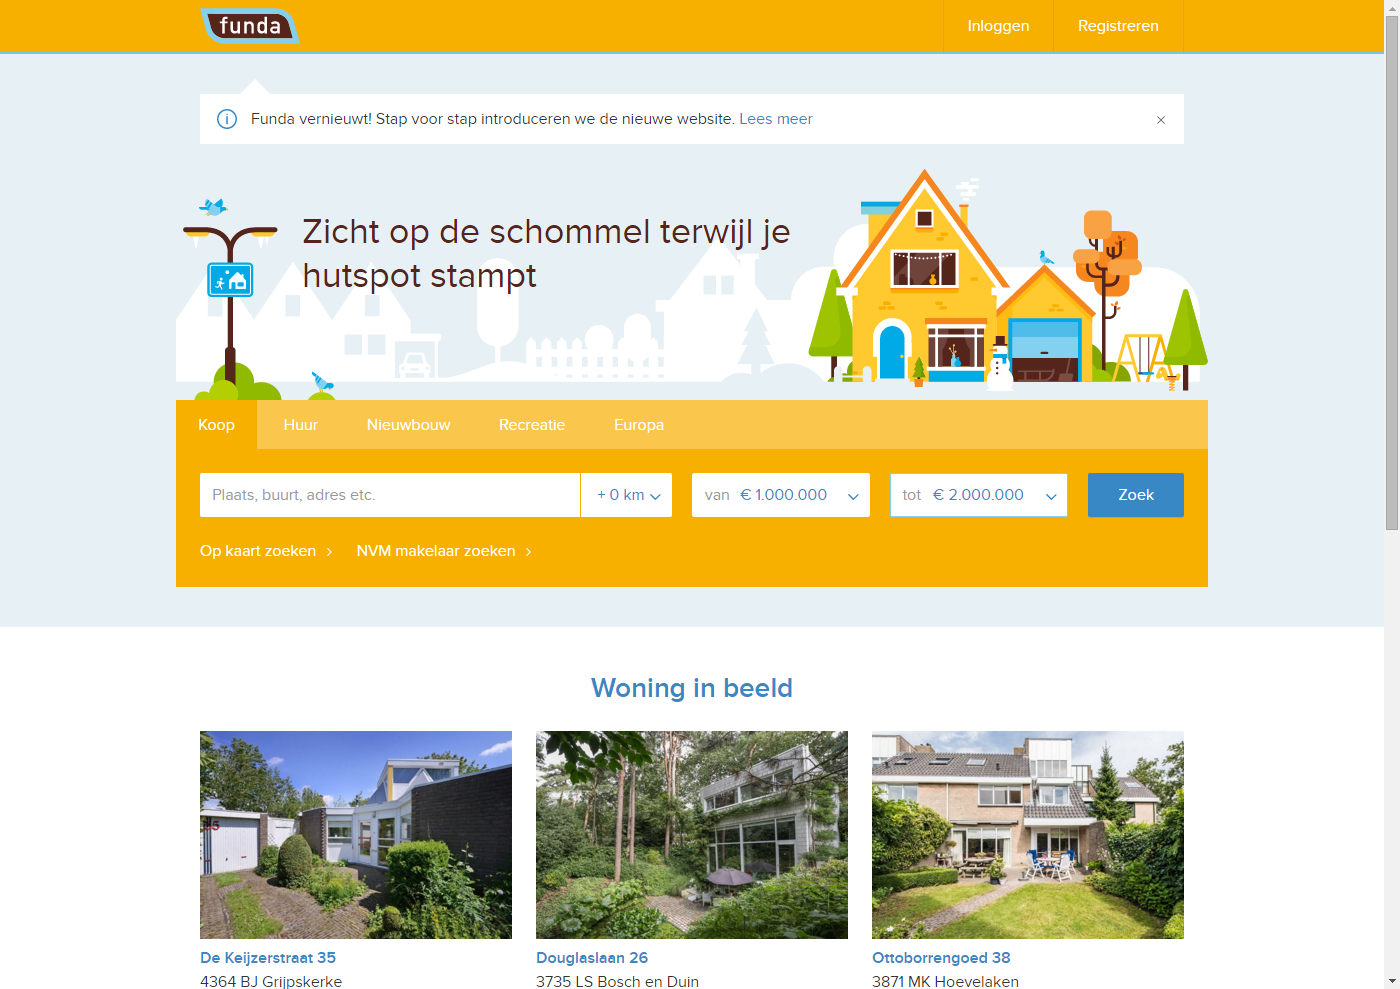 funda
Inloggen
Registreren
Funda vernieuwt! Stap voor stap introduceren we de nieuwe website. Lees meer
Zicht op de schommel terwijl je
hutspot stampt
Koop
Huur
Nieuwbouw
Recreatie
Europa
Plaats, buurt, adres etc.
+ 0 km
van € 1.000.000
tot € 2.000.000
Zoek
Op kaart zoeken
NVM makelaar zoeken
Woning in beeld
De Keijzerstraat 35
4364 BJ Grijpskerke
Douglaslaan 26
3735 LS Bosch en Duin
Ottoborrengoed 38
3871 MK Hoevelaken